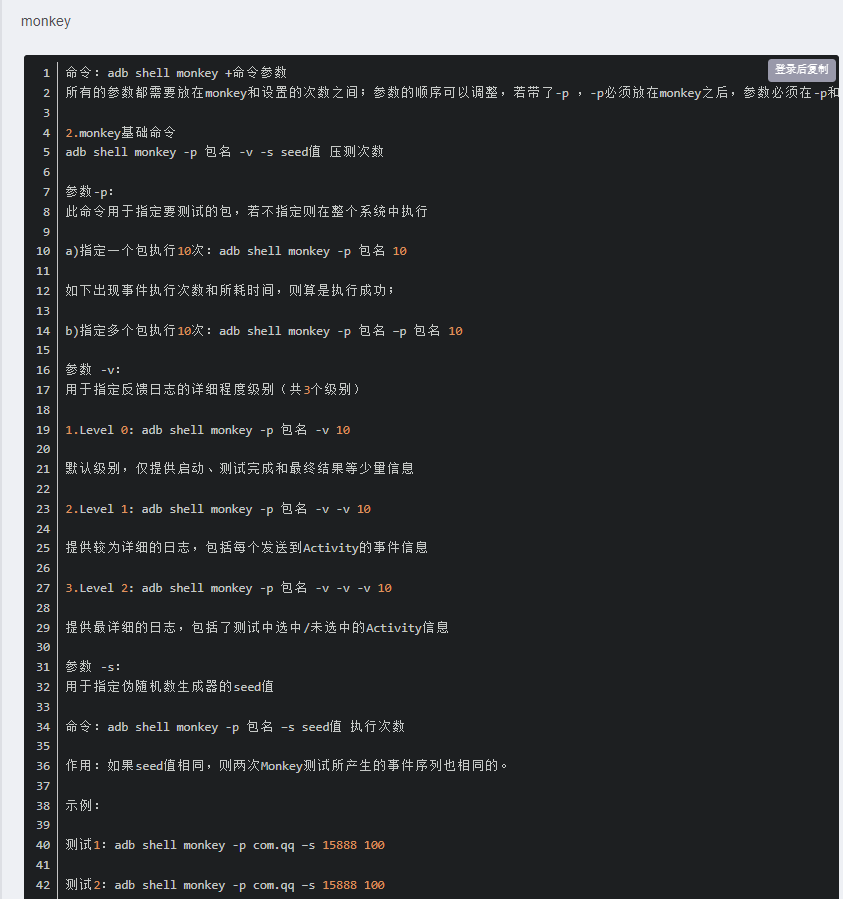 monkey
登录后复制
1 命令: adb shell monkey +命令参数
2 所有的参数都需要放在monkey和设置的次数之间;参数的顺序可以调整,若带了-p ,-p必须放在monkey之后,参数必须在-p和
3
4 2.monkey基础命令
5 adb shell monkey -p 包名 -v -s seed值 压测次数
6
7 参数-p:
8 此命令用于指定要测试的包,若不指定则在整个系统中执行
9
10 a)指定一个包执行10次: adb shell monkey -p 包名 10
11
12 如下出现事件执行次数和所耗时间,则算是执行成功;
13
14 b)指定多个包执行10次: adb shell monkey -p 包名 –p 包名 10
15
16 参数 -v:
17 用于指定反馈日志的详细程度级别(共3个级别)
18
19 1.Level 0: adb shell monkey -p 包名 -v 10
20
21 默认级别,仅提供启动、测试完成和最终结果等少量信息
22
23 2.Level 1: adb shell monkey -p 包名 -v -v 10
24
25 提供较为详细的日志,包括每个发送到Activity的事件信息
26
27 3.Level 2: adb shell monkey -p 包名 -v -v -v 10
28
29 提供最详细的日志,包括了测试中选中/未选中的Activity信息
30
31 参数 -s:
32 用于指定伪随机数生成器的seed值
33
34 命令: adb shell monkey -p 包名 –s seed值 执行次数
35
36 作用: 如果seed值相同,则两次Monkey测试所产生的事件序列也相同的。
37
38 示例:
39
40 测试1: adb shell monkey -p com.qq –s 15888 100
41
42 测试2: adb shell monkey -p com.qq –s 15888 100